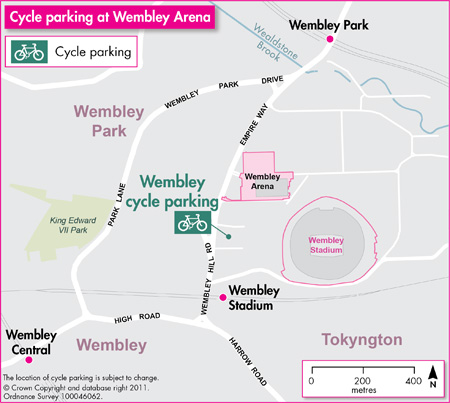 Cycle parking at Wembley Arena
Cycle parking
Wembley Park
Wealdstone
Brook
WEMBLEY PARK DRIVE
Wembley
Park
EMPIRE WAY
Wembley
Arena
Wembley
cycle parking
PARK LANE
King Edward
VII Park
Wembley
Stadium
WEMBLEY HILL RD
Wembley
Stadium
HIGH ROAD
Wembley
Central
Wembley
Tokyngton
HARROW ROAD
The location of cycle parking is subject to change.
© Crown Copyright and database right 2011.
Ordnance Survey 100046062.
0 200 400
metres
N